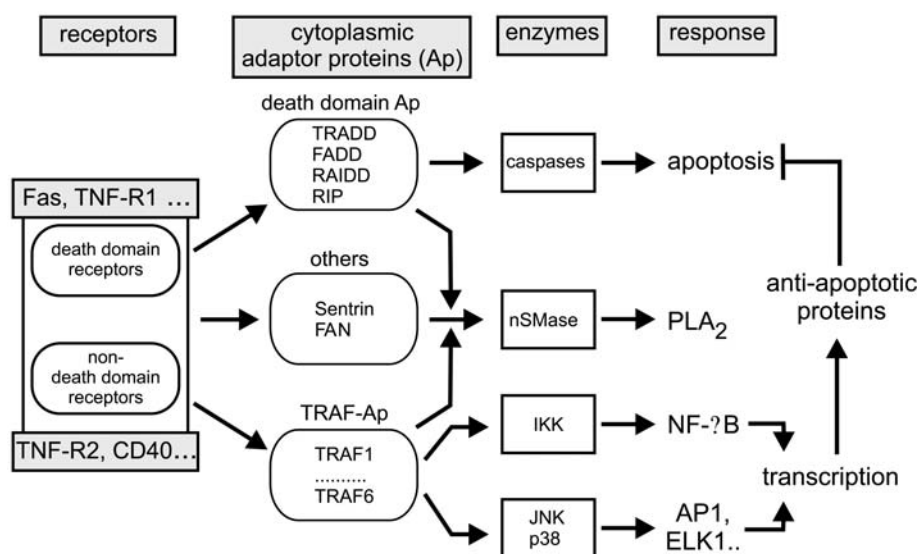 receptors
cytoplasmic
adaptor proteins (Ap)
enzymes
response
death domain Ap
TRADD
FADD
RAIDD
RIP
caspases
apoptosis
Fas, TNF-R1 ...
death domain
receptors
others
Sentrin
FAN
nSMase
PLA2
anti-apoptotic
proteins
non-
death domain
receptors
TNF-R2, CD40...
TRAF-Ap
TRAF1
..........
TRAF6
IKK
NF-?B
transcription
JNK
p38
AP1,
ELK1..